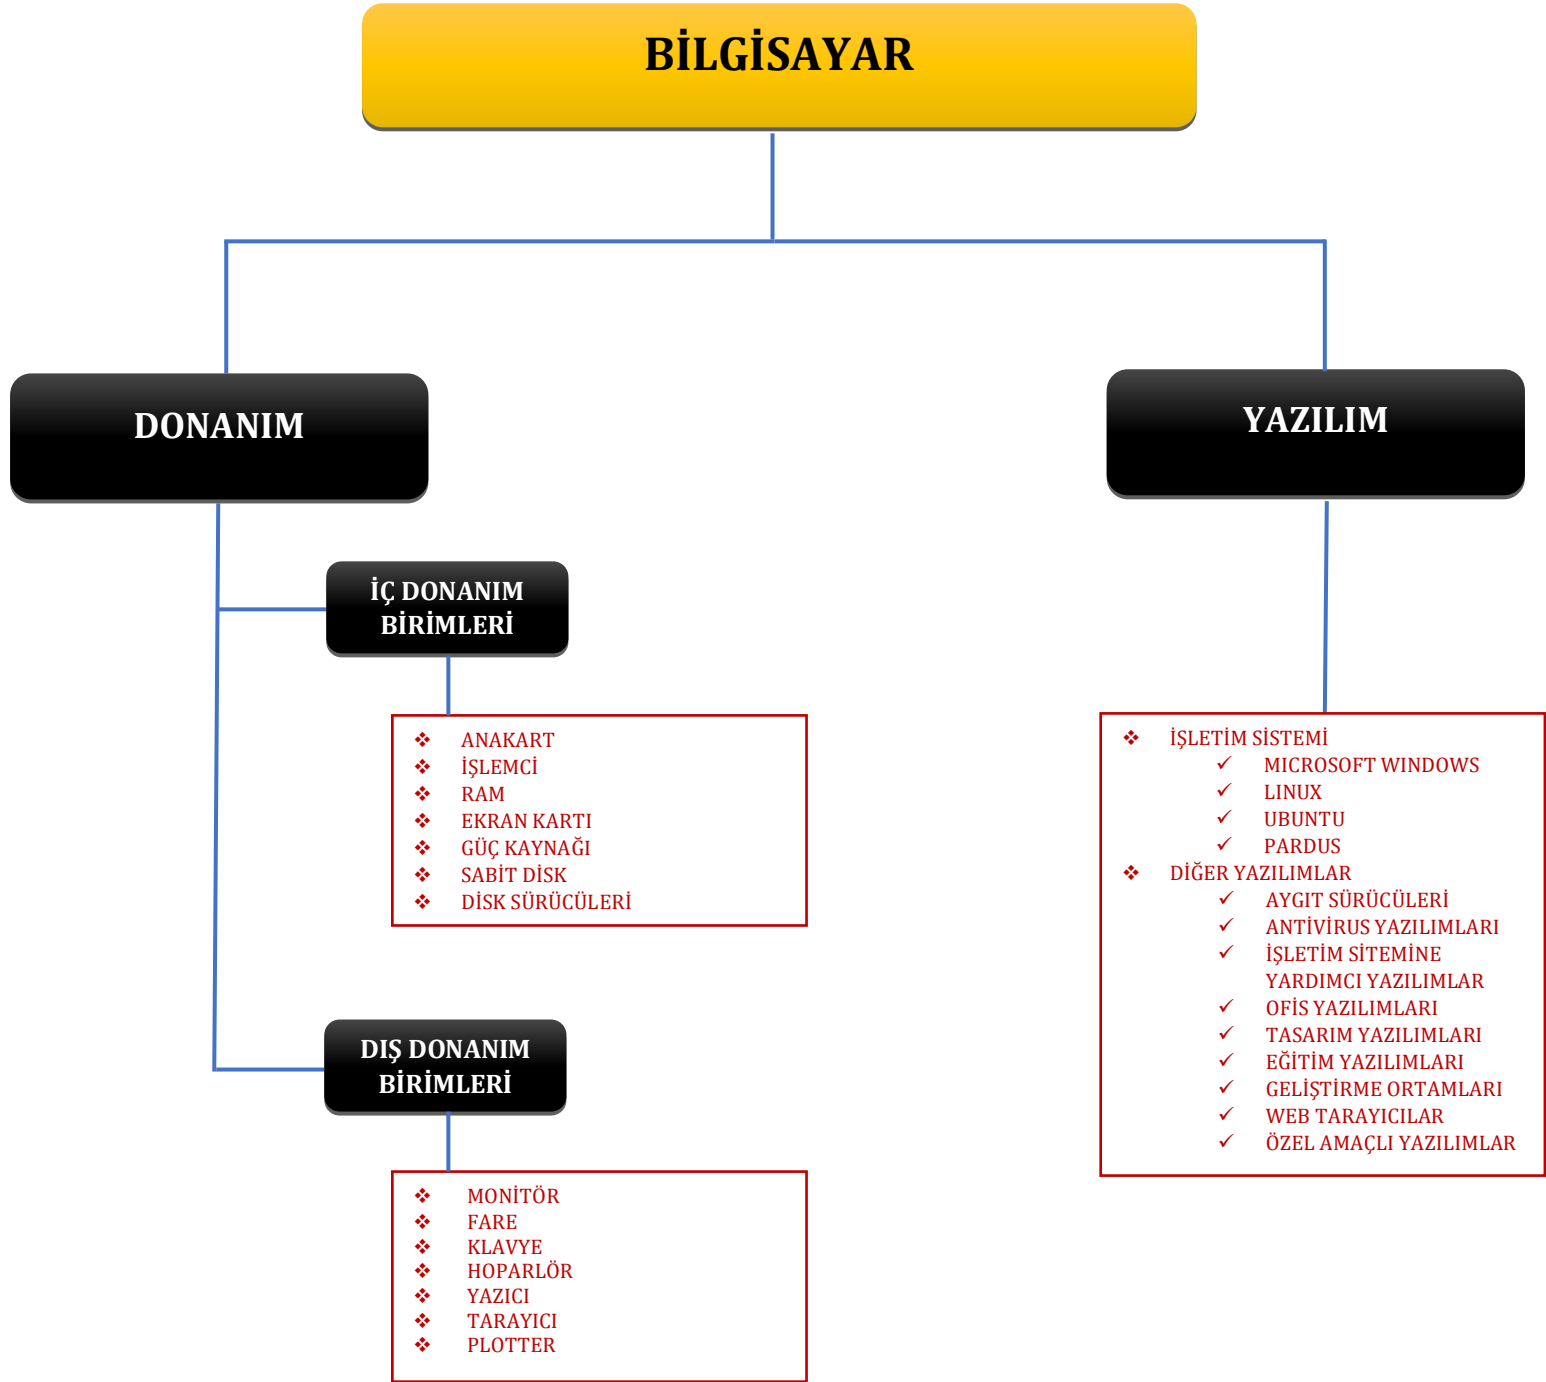 BİLGİSAYAR
DONANIM
YAZILIM
İÇ DONANIM
BİRİMLERİ
ANAKART
İŞLEMCİ
RAM
EKRAN KARTI
GÜÇ KAYNAĞI
SABİT DİSK
DİSK SÜRÜCÜLERİ
DIŞ DONANIM
BİRİMLERİ
MONİTÖR
FARE
KLAVYE
HOPARLÖR
YAZICI
TARAYICI
PLOTTER
İŞLETİM SİSTEMİ
MICROSOFT WINDOWS
LINUX
UBUNTU
PARDUS
DİĞER YAZILIMLAR
AYGIT SÜRÜCÜLERİ
ANTİVİRUS YAZILIMLARI
İŞLETİM SİTEMİNE
YARDIMCI YAZILIMLAR
OFİS YAZILIMLARI
TASARIM YAZILIMLARI
EĞİTİM YAZILIMLARI
GELİŞTİRME ORTAMLARI
WEB TARAYICILAR
ÖZEL AMAÇLI YAZILIMLAR